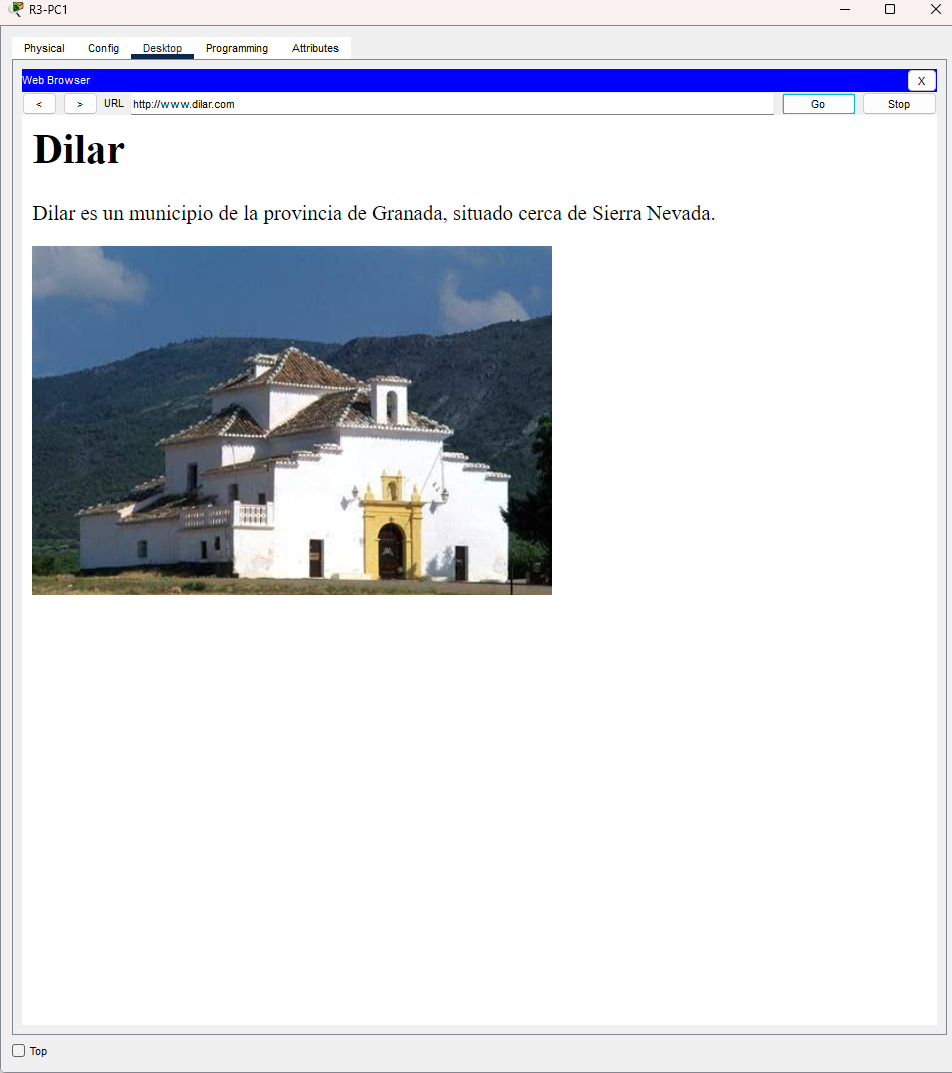 R3-PC1
Physical Config Desktop Programming Attributes
Web Browser X
< > URL http://www.dilar.com Go Stop
Dilar
Dilar es un municipio de la provincia de Granada, situado cerca de Sierra Nevada.
Top